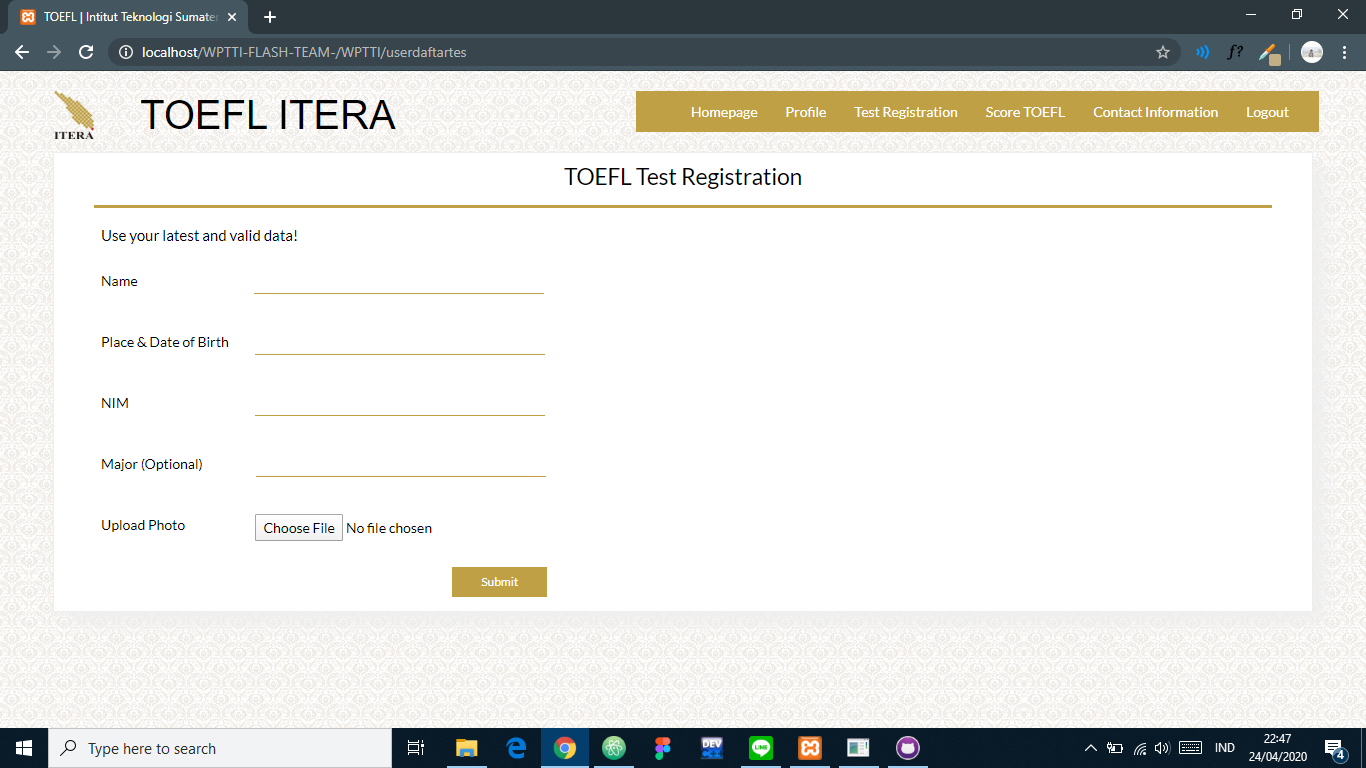 TOEFL | Intitut Teknologi Sumater
localhost/WPTTI-FLASH-TEAM-/WPTTI/userdaftartes
f?
ITERA
TOEFL ITERA
Homepage Profile Test Registration Score TOEFL Contact Information Logout
TOEFL Test Registration
Use your latest and valid data!
Name
Place & Date of Birth
NIM
Major (Optional)
Upload Photo Choose File No file chosen
Submit
Type here to search
DEV
LINE
IND
22:47
24/04/2020
4